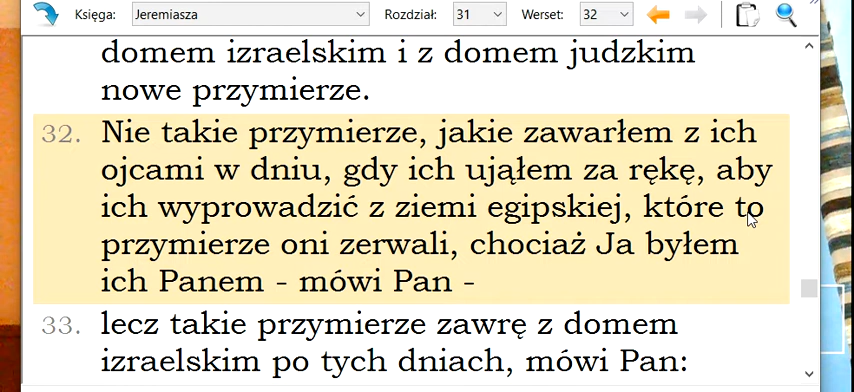 Księga: Jeremiasza Rozdział: 31 Werset: 32
domem izraelskim i z domem judzkim
nowe przymierze.
32. Nie takie przymierze, jakie zawarłem z ich
ojcami w dniu, gdy ich ująłem za rękę, aby
ich wyprowadzić z ziemi egipskiej, które to
przymierze oni zerwali, chociaż Ja byłem
ich Panem - mówi Pan -
33. lecz takie przymierze zawrę z domem
izraelskim po tych dniach, mówi Pan: